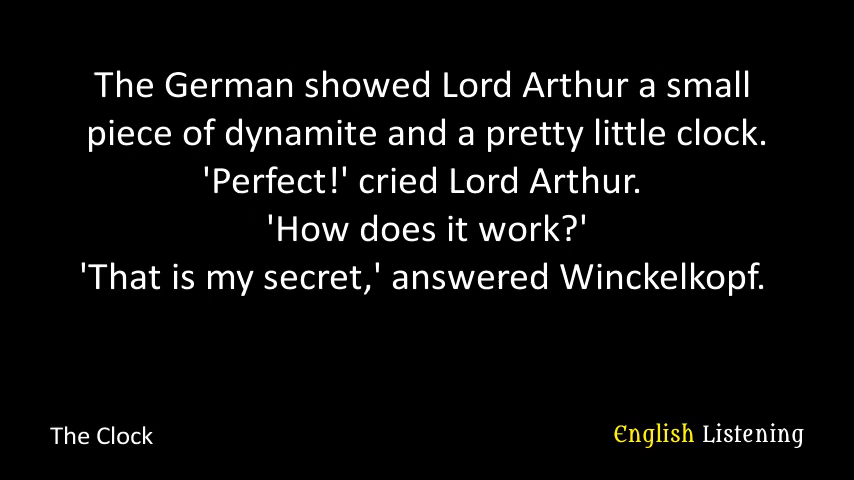 The German showed Lord Arthur a small
piece of dynamite and a pretty little clock.
'Perfect!' cried Lord Arthur.
'How does it work?'
'That is my secret,' answered Winckelkopf.
The Clock
English Listening